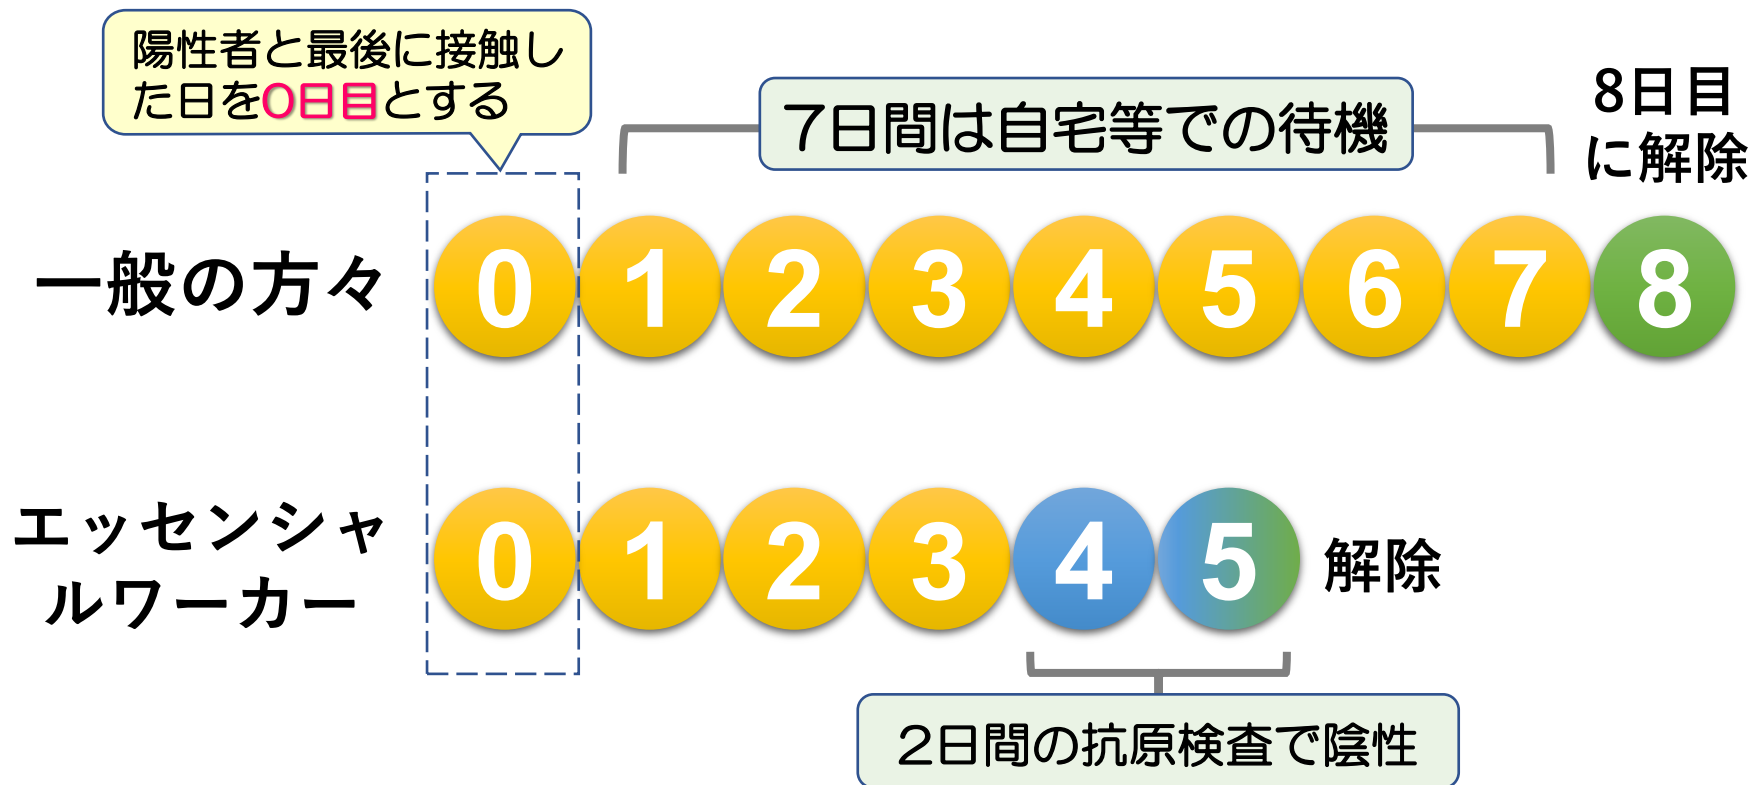 陽性者と最後に接触し
た日を0日目とする
7日間は自宅等での待機
8日目
に解除
一般の方々
0 1 2 3 4 5 6 7 8
エッセンシャ
ルワーカー
0 1 2 3 4 5
解除
2日間の抗原検査で陰性